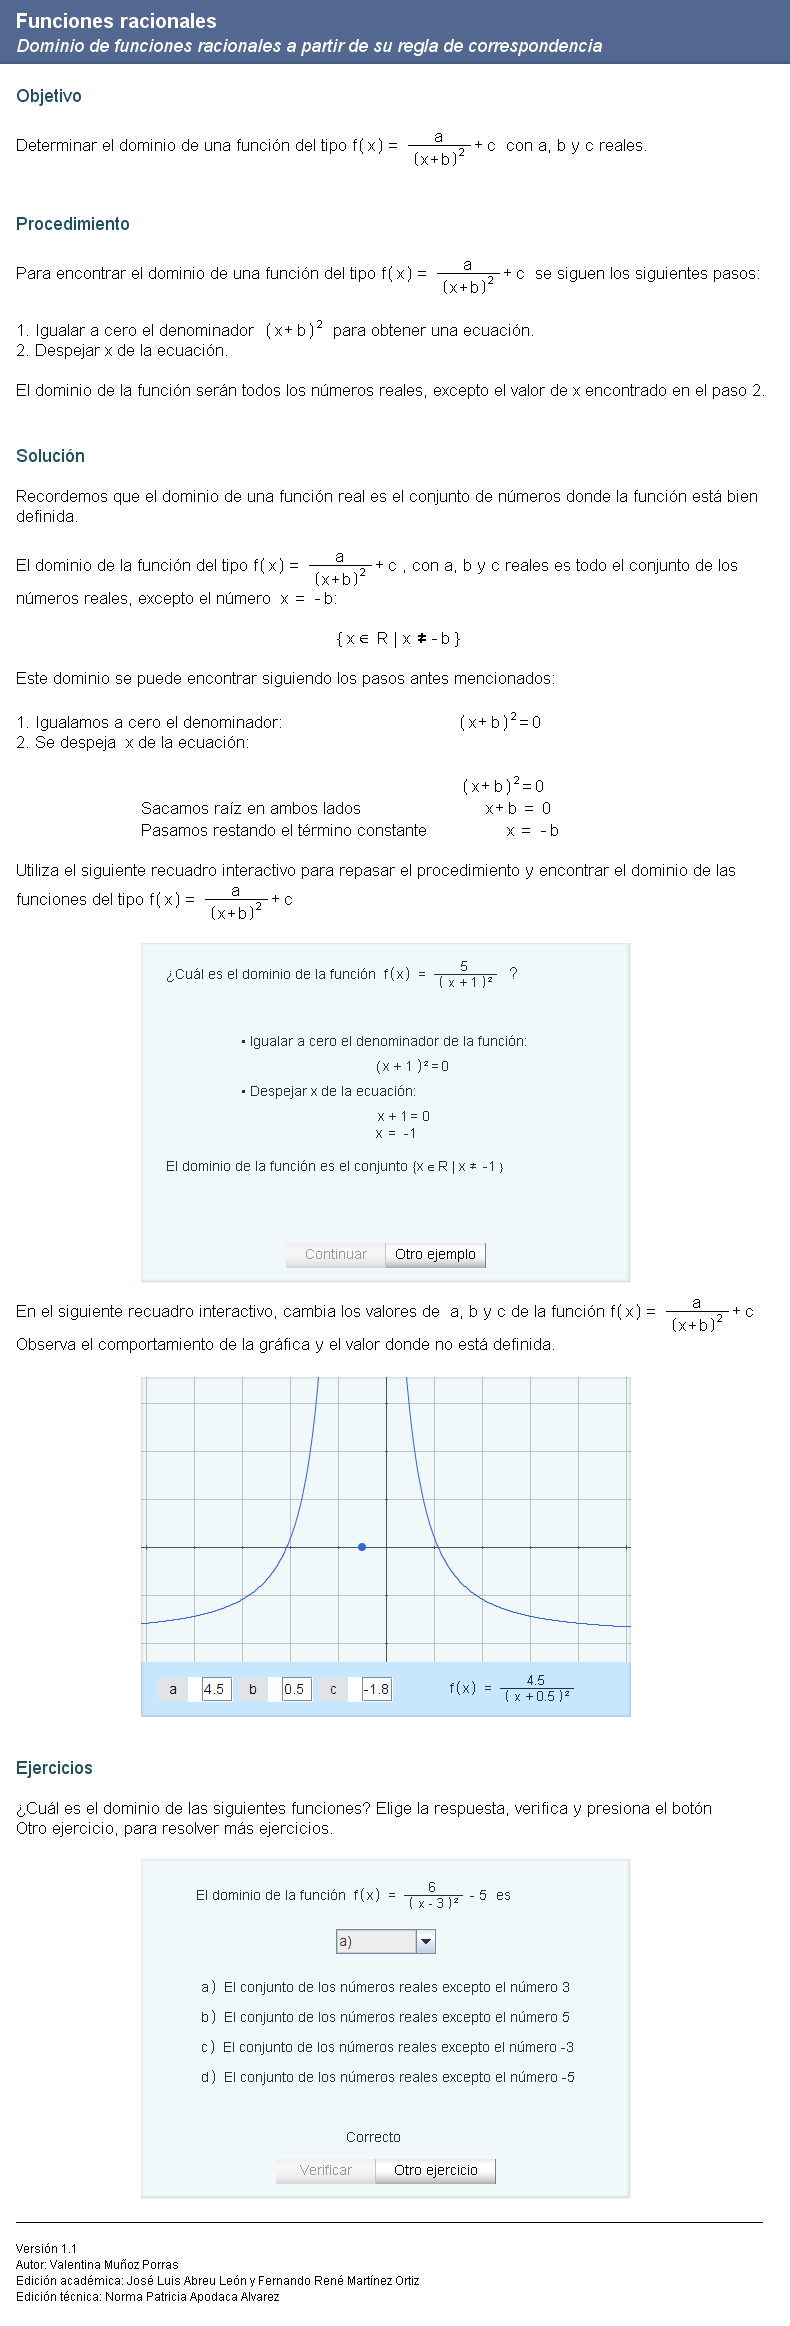 Funciones racionales
Dominio de funciones racionales a partir de su regla de correspondencia
Objetivo
Determinar el dominio de una función del tipo f(x) = a/(x+b)² + c con a, b y c reales.
Procedimiento
Para encontrar el dominio de una función del tipo f(x) = a/(x+b)² + c se siguen los siguientes pasos:
1. Igualar a cero el denominador (x+b)² para obtener una ecuación.
2. Despejar x de la ecuación.
El dominio de la función serán todos los números reales, excepto el valor de x encontrado en el paso 2.
Solución
Recordemos que el dominio de una función real es el conjunto de números donde la función está bien
definida.
El dominio de la función del tipo f(x) = a/(x+b)² + c , con a, b y c reales es todo el conjunto de los
números reales, excepto el número x = -b:
{ x ∈ R | x ≠ -b }
Este dominio se puede encontrar siguiendo los pasos antes mencionados:
1. Igualamos a cero el denominador: (x+b)²=0
2. Se despeja x de la ecuación:
(x+b)²=0
Sacamos raíz en ambos lados x+b = 0
Pasamos restando el término constante x = -b
Utiliza el siguiente recuadro interactivo para repasar el procedimiento y encontrar el dominio de las
funciones del tipo f(x) = a/(x+b)² + c
¿Cuál es el dominio de la función f(x) = 5/(x+1)² ?
• Igualar a cero el denominador de la función:
(x+1)²=0
• Despejar x de la ecuación:
x+1=0
x = -1
El dominio de la función es el conjunto {x ∈ R | x ≠ -1 }
Continuar Otro ejemplo
En el siguiente recuadro interactivo, cambia los valores de a, b y c de la función f(x) = a/(x+b)² + c
Observa el comportamiento de la gráfica y el valor donde no está definida.
a 4.5 b 0.5 c -1.8 f(x) = 4.5/(x+0.5)²
Ejercicios
¿Cuál es el dominio de las siguientes funciones? Elige la respuesta, verifica y presiona el botón
Otro ejercicio, para resolver más ejercicios.
El dominio de la función f(x) = 6/(x-3)² - 5 es
a)
a) El conjunto de los números reales excepto el número 3
b) El conjunto de los números reales excepto el número 5
c) El conjunto de los números reales excepto el número -3
d) El conjunto de los números reales excepto el número -5
Correcto
Verificar Otro ejercicio
Versión 1.1
Autor: Valentina Muñoz Porras
Edición académica: José Luis Abreu León y Fernando René Martínez Ortiz
Edición técnica: Norma Patricia Apodaca Alvarez